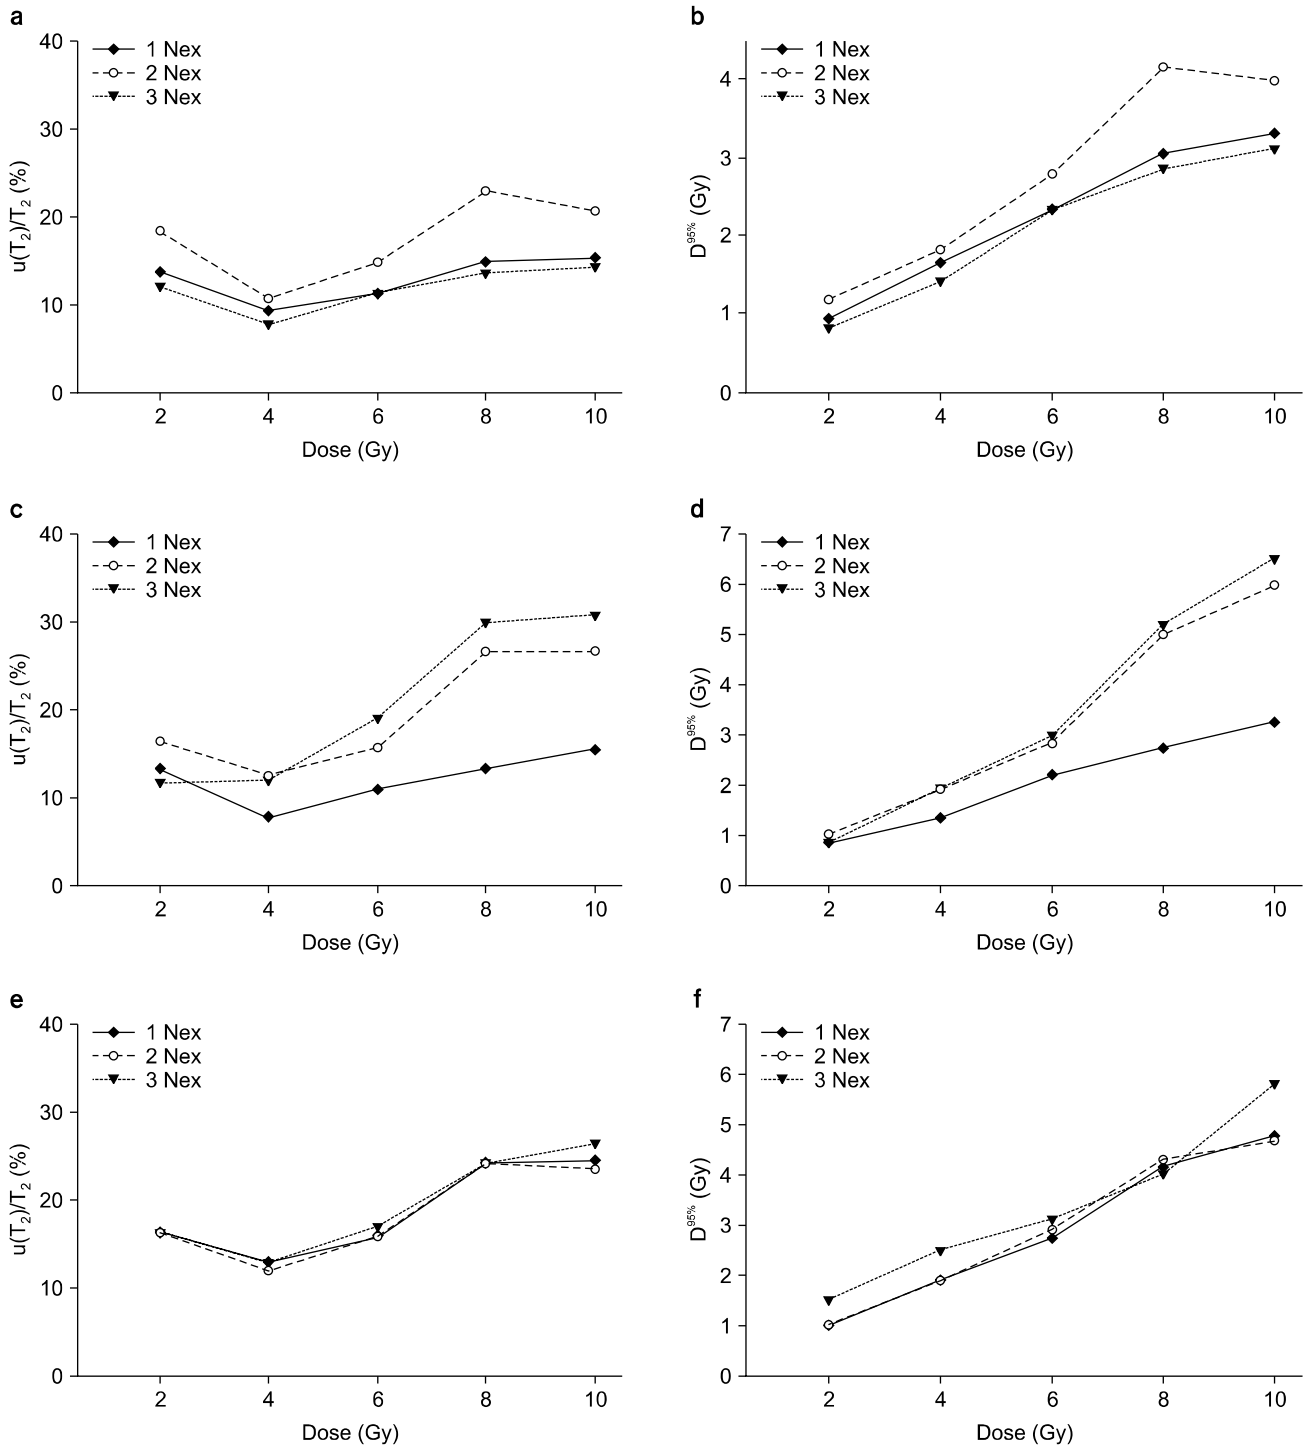 a
40
30
20
10
0
u(T₂)/T₂ (%)
1 Nex
2 Nex
3 Nex
2 4 6 8 10
Dose (Gy)
b
4
3
2
1
0
D⁹⁵% (Gy)
1 Nex
2 Nex
3 Nex
2 4 6 8 10
Dose (Gy)
c
40
30
20
10
0
u(T₂)/T₂ (%)
1 Nex
2 Nex
3 Nex
2 4 6 8 10
Dose (Gy)
d
7
6
5
4
3
2
1
0
D⁹⁵% (Gy)
1 Nex
2 Nex
3 Nex
2 4 6 8 10
Dose (Gy)
e
40
30
20
10
0
u(T₂)/T₂ (%)
1 Nex
2 Nex
3 Nex
2 4 6 8 10
Dose (Gy)
f
7
6
5
4
3
2
1
0
D⁹⁵% (Gy)
1 Nex
2 Nex
3 Nex
2 4 6 8 10
Dose (Gy)